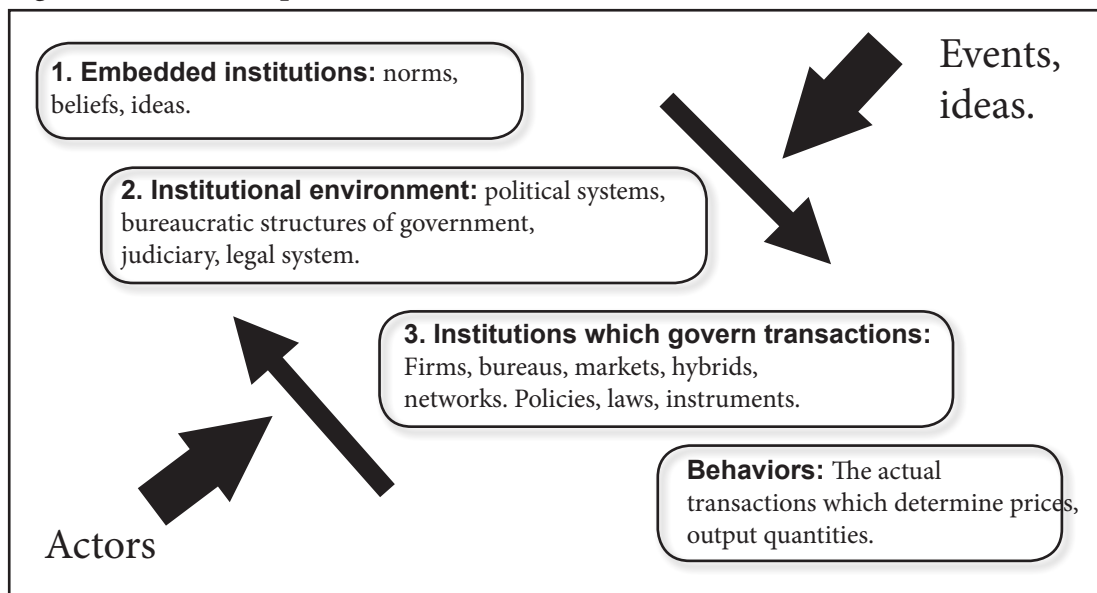 1. Embedded institutions: norms,
beliefs, ideas.
Events,
ideas.
2. Institutional environment: political systems,
bureaucratic structures of government,
judiciary, legal system.
3. Institutions which govern transactions:
Firms, bureaus, markets, hybrids,
networks. Policies, laws, instruments.
Behaviors: The actual
transactions which determine prices,
output quantities.
Actors